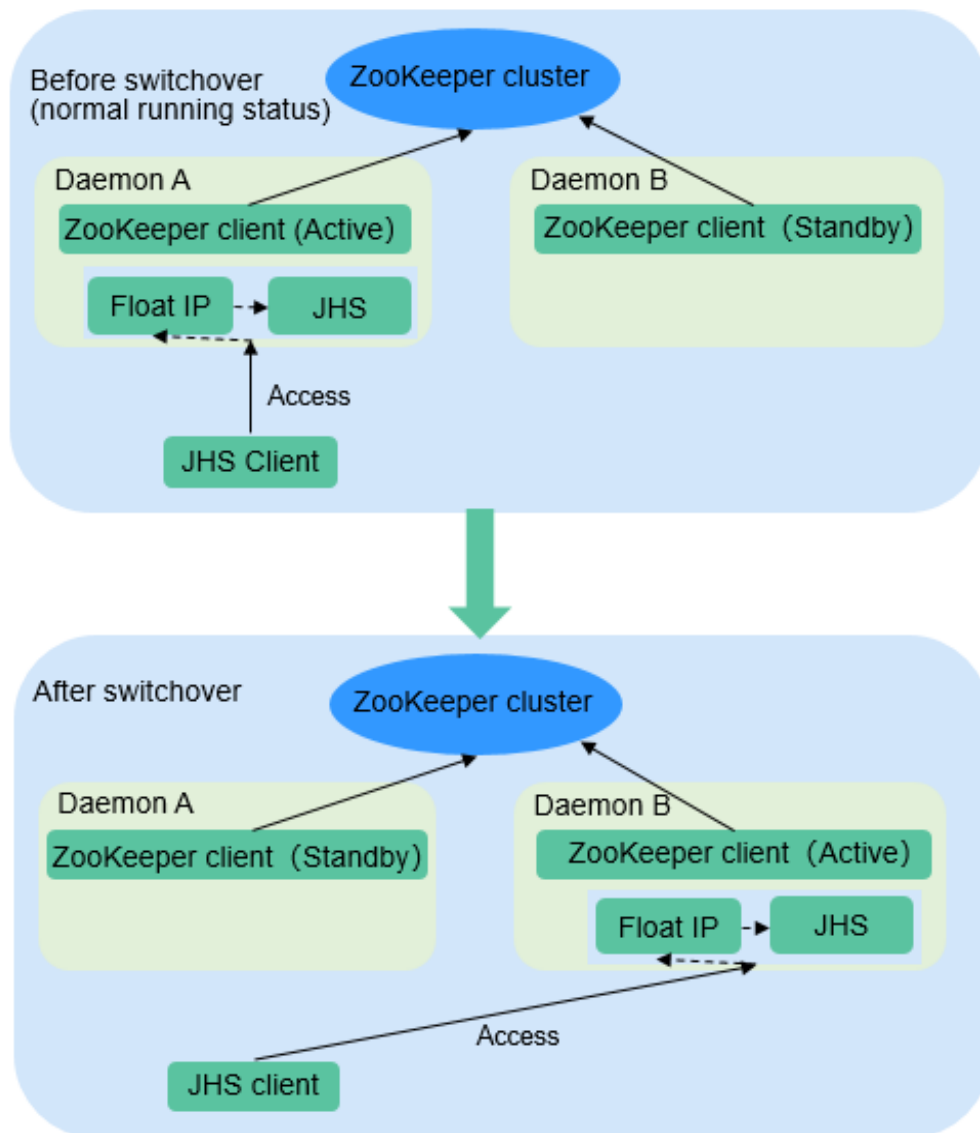 ZooKeeper cluster
Before switchover
(normal running status)
Daemon A
ZooKeeper client (Active）
Float IP
JHS
Access
JHS Client
Daemon B
ZooKeeper client（Standby）
After switchover
ZooKeeper cluster
Daemon A
ZooKeeper client（Standby）
Daemon B
ZooKeeper client（Active）
Float IP
JHS
Access
JHS client